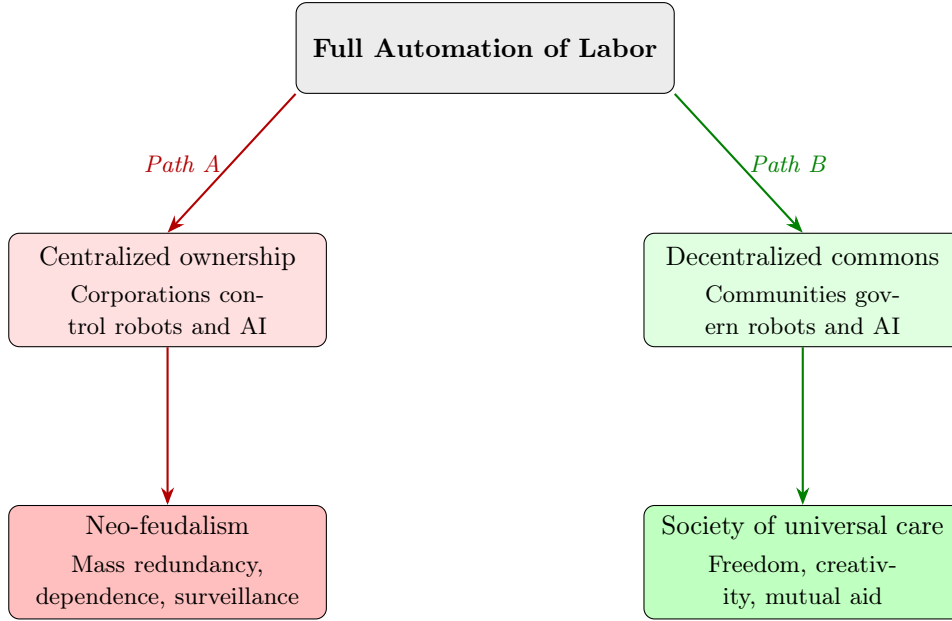 Full Automation of Labor
Path A
Path B
Centralized ownership
Corporations con-
trol robots and AI
Decentralized commons
Communities gov-
ern robots and AI
Neo-feudalism
Mass redundancy,
dependence, surveillance
Society of universal care
Freedom, creativ-
ity, mutual aid